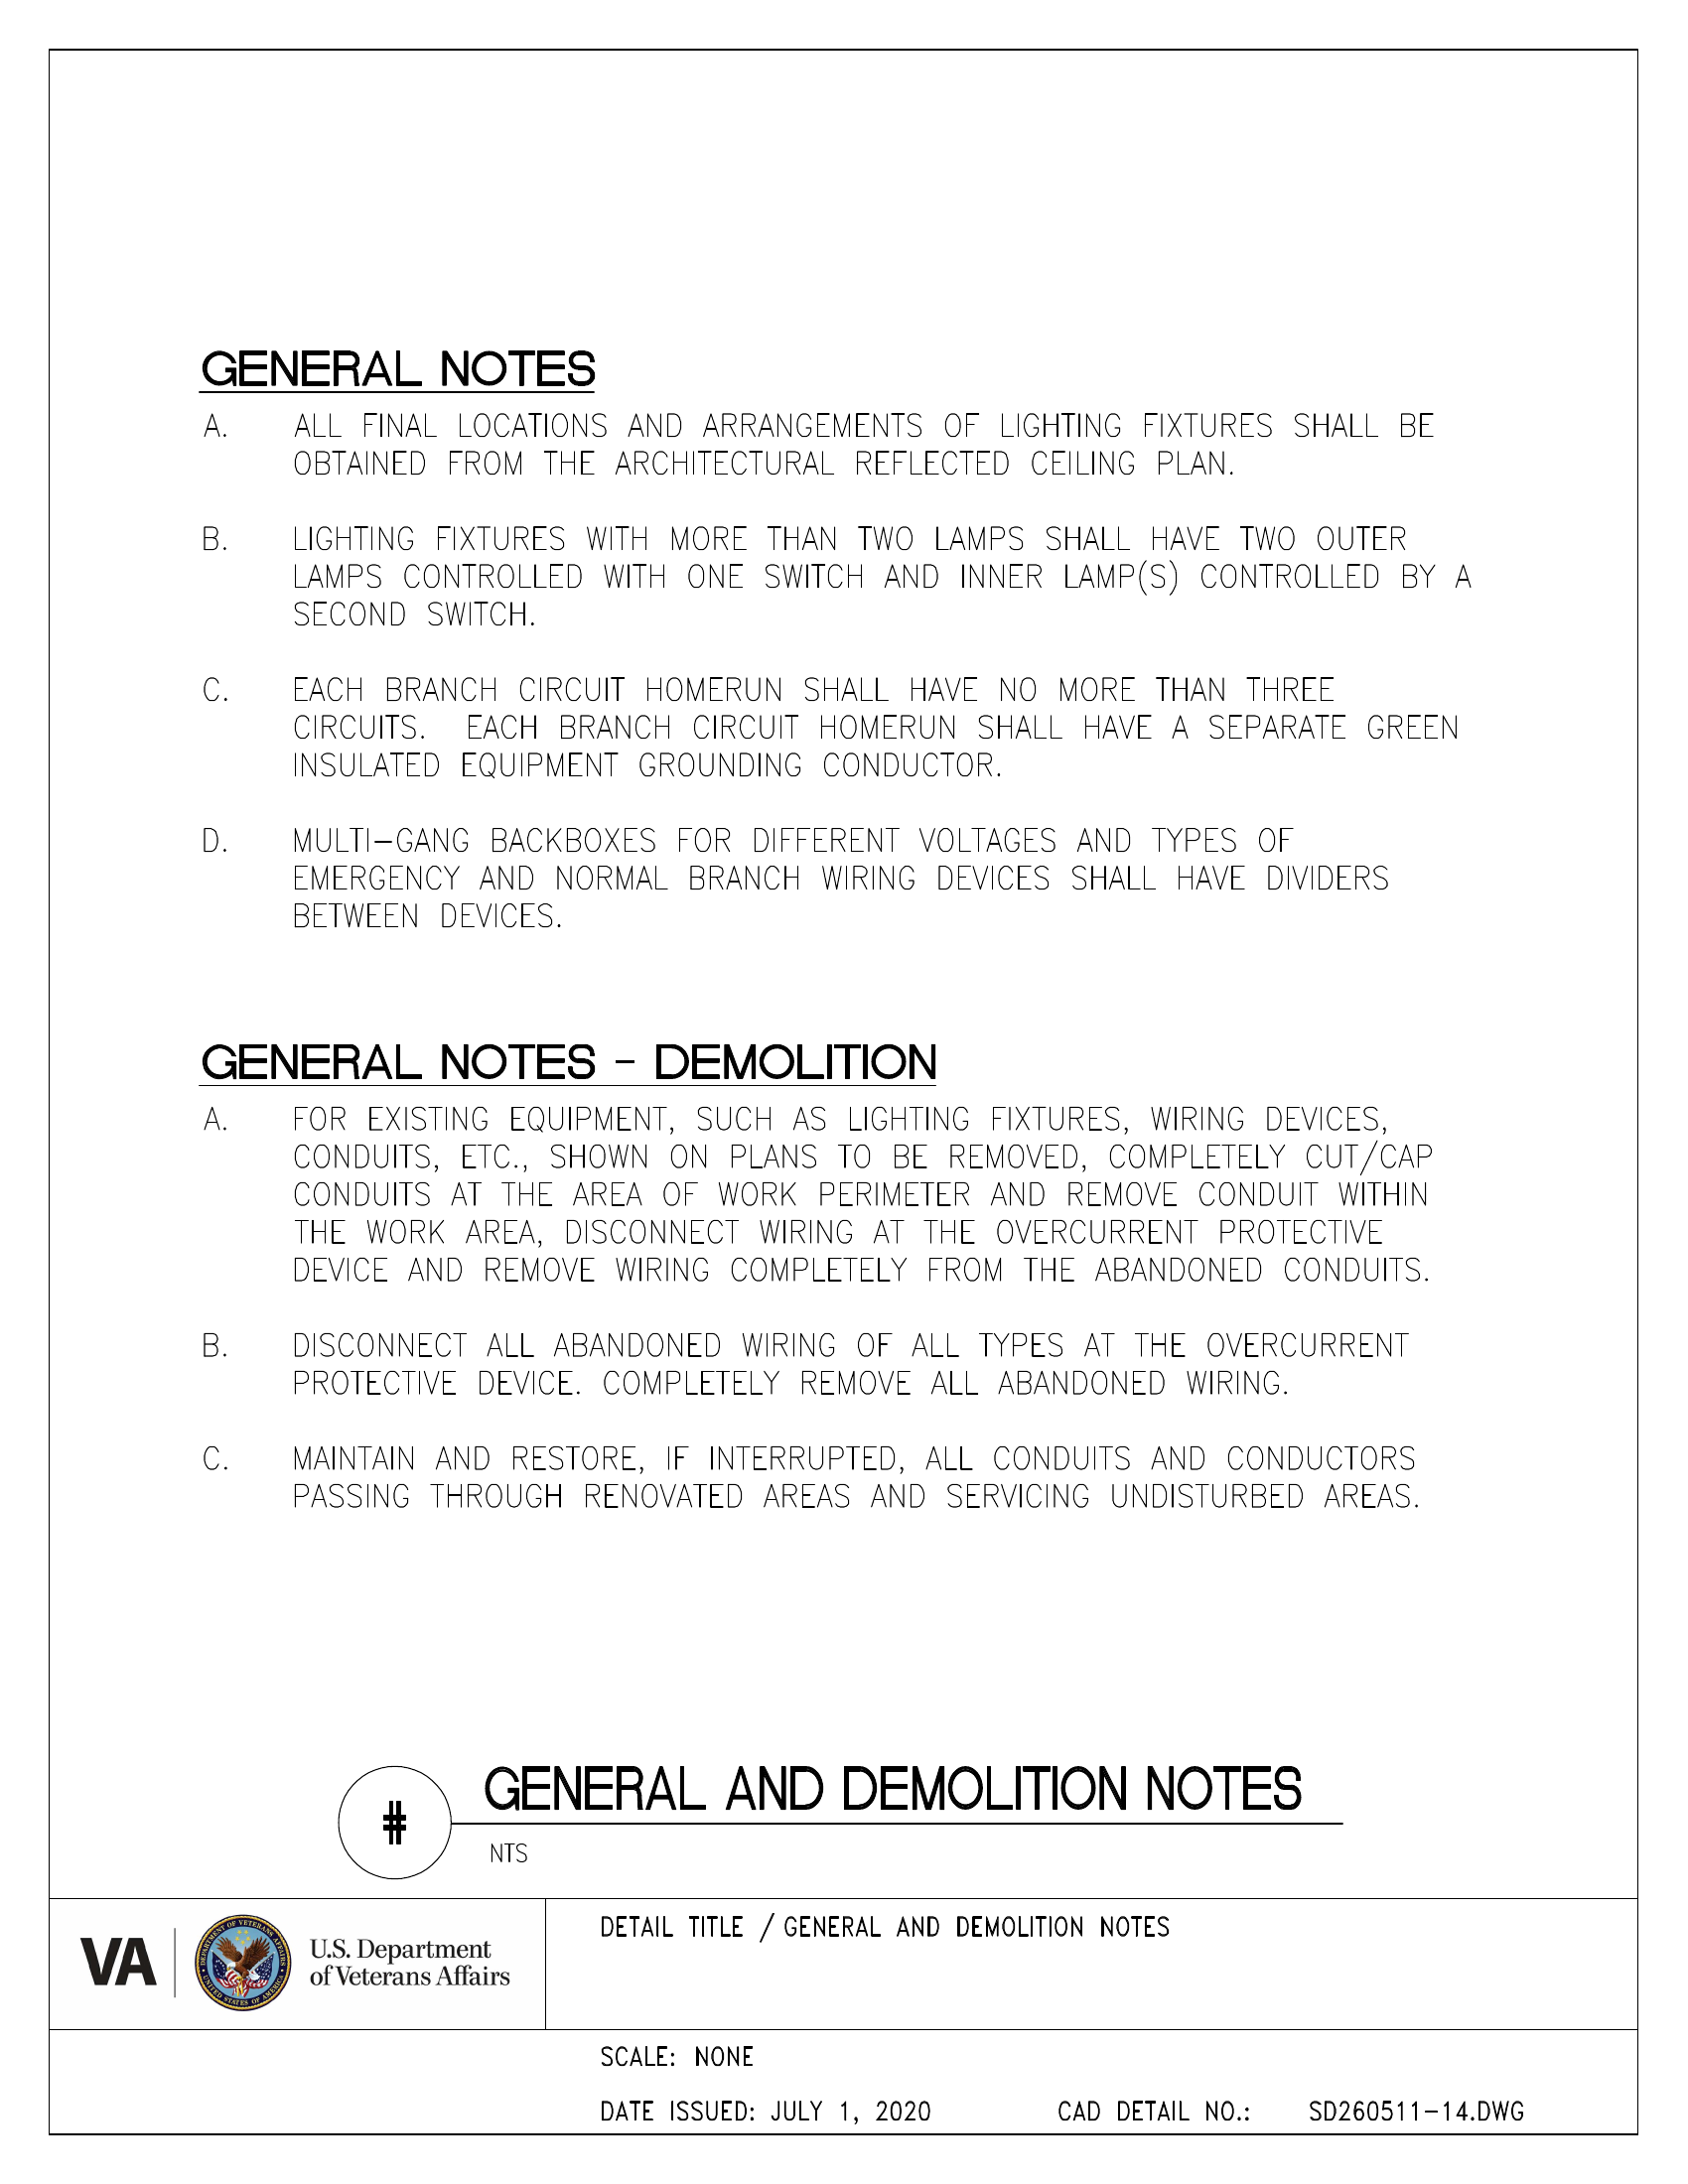 GENERAL NOTES
A. ALL FINAL LOCATIONS AND ARRANGEMENTS OF LIGHTING FIXTURES SHALL BE
OBTAINED FROM THE ARCHITECTURAL REFLECTED CEILING PLAN.
B. LIGHTING FIXTURES WITH MORE THAN TWO LAMPS SHALL HAVE TWO OUTER
LAMPS CONTROLLED WITH ONE SWITCH AND INNER LAMP(S) CONTROLLED BY A
SECOND SWITCH.
C. EACH BRANCH CIRCUIT HOMERUN SHALL HAVE NO MORE THAN THREE
CIRCUITS. EACH BRANCH CIRCUIT HOMERUN SHALL HAVE A SEPARATE GREEN
INSULATED EQUIPMENT GROUNDING CONDUCTOR.
D. MULTI-GANG BACKBOXES FOR DIFFERENT VOLTAGES AND TYPES OF
EMERGENCY AND NORMAL BRANCH WIRING DEVICES SHALL HAVE DIVIDERS
BETWEEN DEVICES.
GENERAL NOTES - DEMOLITION
A. FOR EXISTING EQUIPMENT, SUCH AS LIGHTING FIXTURES, WIRING DEVICES,
CONDUITS, ETC., SHOWN ON PLANS TO BE REMOVED, COMPLETELY CUT/CAP
CONDUITS AT THE AREA OF WORK PERIMETER AND REMOVE CONDUIT WITHIN
THE WORK AREA, DISCONNECT WIRING AT THE OVERCURRENT PROTECTIVE
DEVICE AND REMOVE WIRING COMPLETELY FROM THE ABANDONED CONDUITS.
B. DISCONNECT ALL ABANDONED WIRING OF ALL TYPES AT THE OVERCURRENT
PROTECTIVE DEVICE. COMPLETELY REMOVE ALL ABANDONED WIRING.
C. MAINTAIN AND RESTORE, IF INTERRUPTED, ALL CONDUITS AND CONDUCTORS
PASSING THROUGH RENOVATED AREAS AND SERVICING UNDISTURBED AREAS.
# GENERAL AND DEMOLITION NOTES
NTS
VA
DEPARTMENT OF VETERANS AFFAIRS
UNITED STATES OF AMERICA
U.S. Department
of Veterans Affairs
DETAIL TITLE / GENERAL AND DEMOLITION NOTES
SCALE: NONE
DATE ISSUED: JULY 1, 2020 CAD DETAIL NO.: SD260511-14.DWG